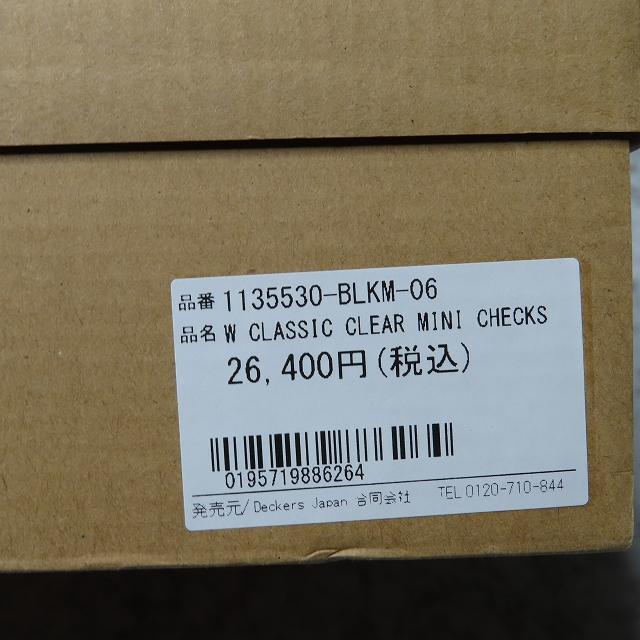 品番 1135530-BLKM-06
品名 W CLASSIC CLEAR MINI CHECKS
26,400円(税込)
0195719886264
発売元/Deckers Japan 合同会社 TEL 0120-710-844